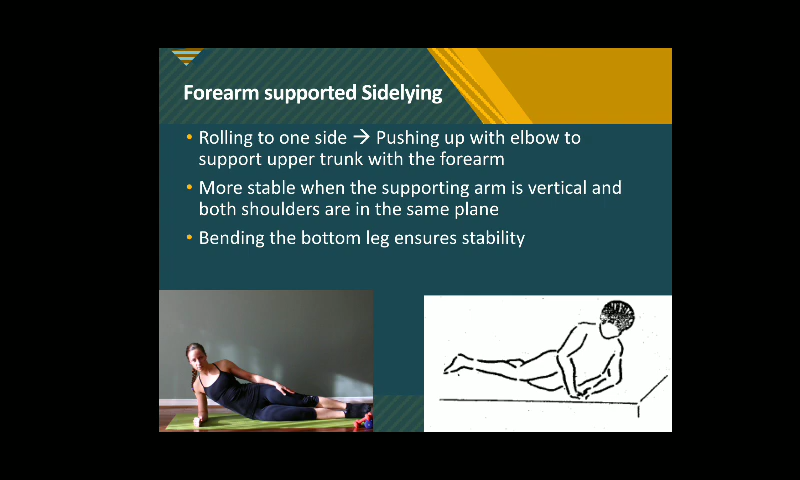 Forearm supported Sidelying
• Rolling to one side → Pushing up with elbow to
support upper trunk with the forearm
• More stable when the supporting arm is vertical and
both shoulders are in the same plane
• Bending the bottom leg ensures stability